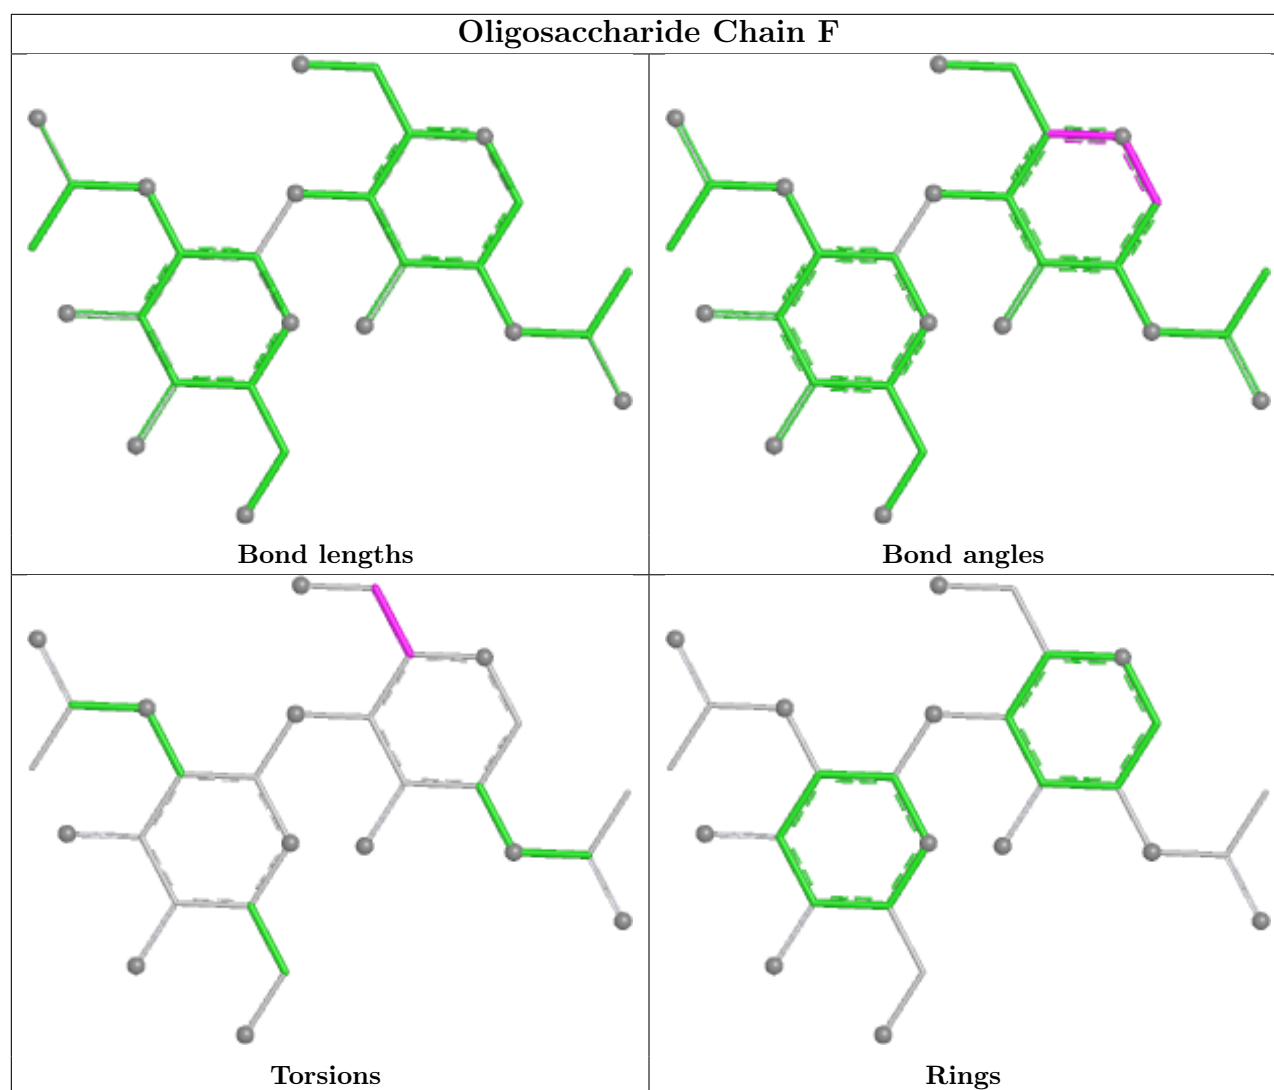 Oligosaccharide Chain F
Bond lengths
Bond angles
Torsions
Rings